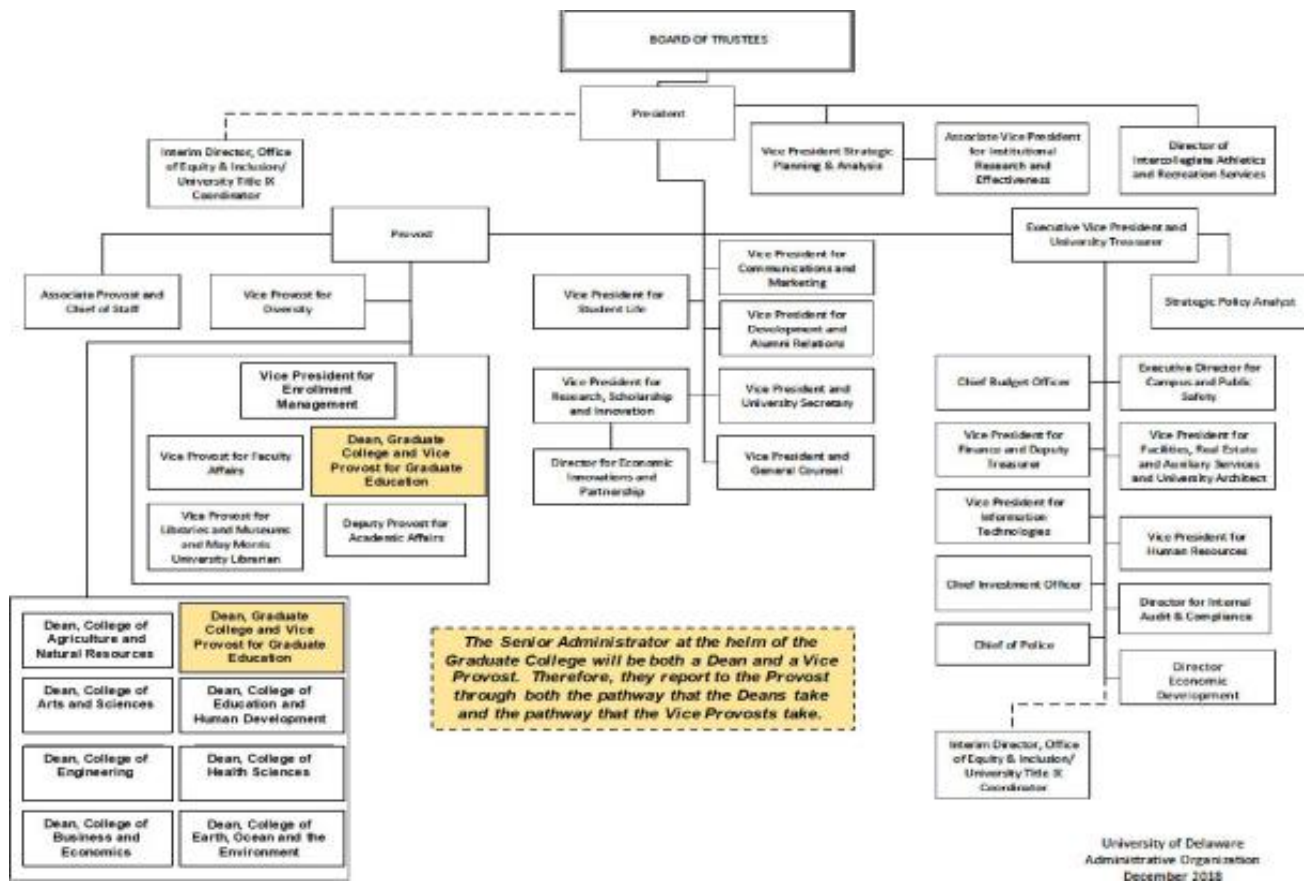 BOARD OF TRUSTEES
President
Interim Director, Office
of Equity & Inclusion/
University Title IX
Coordinator
Vice President Strategic
Planning & Analysis
Associate Vice President
for Institutional
Research and
Effectiveness
Director of
Intercollegiate Athletics
and Recreation Services
Provost
Executive Vice President and
University Treasurer
Associate Provost and
Chief of Staff
Vice Provost for
Diversity
Vice President for
Student Life
Vice President for
Communications and
Marketing
Strategic Policy Analyst
Vice President for
Development and
Alumni Relations
Vice President for
Enrollment
Management
Vice President for
Research, Scholarship
and Innovation
Vice President and
University Secretary
Chief Budget Officer
Executive Director for
Campus and Public
Safety
Vice Provost for Faculty
Affairs
Dean, Graduate
College and Vice
Provost for Graduate
Education
Director for Economic
Innovations and
Partnership
Vice President and
General Counsel
Vice President for
Finance and Deputy
Treasurer
Vice President for
Facilities, Real Estate
and Auxiliary Services
and University Architect
Vice Provost for
Libraries and Museums
and May Morris
University Librarian
Deputy Provost for
Academic Affairs
Vice President for
Information
Technologies
Vice President for
Human Resources
Chief Investment Officer
Director for Internal
Audit & Compliance
Chief of Police
Director
Economic
Development
Dean, College of
Agriculture and
Natural Resources
Dean, Graduate
College and Vice
Provost for Graduate
Education
Dean, College of
Arts and Sciences
Dean, College of
Education and
Human Development
Dean, College of
Engineering
Dean, College of
Health Sciences
Dean, College of
Business and
Economics
Dean, College of
Earth, Ocean and the
Environment
The Senior Administrator at the helm of the
Graduate College will be both a Dean and a Vice
Provost. Therefore, they report to the Provost
through both the pathway that the Deans take
and the pathway that the Vice Provosts take.
Interim Director, Office
of Equity & Inclusion/
University Title IX
Coordinator
University of Delaware
Administrative Organization
December 2018